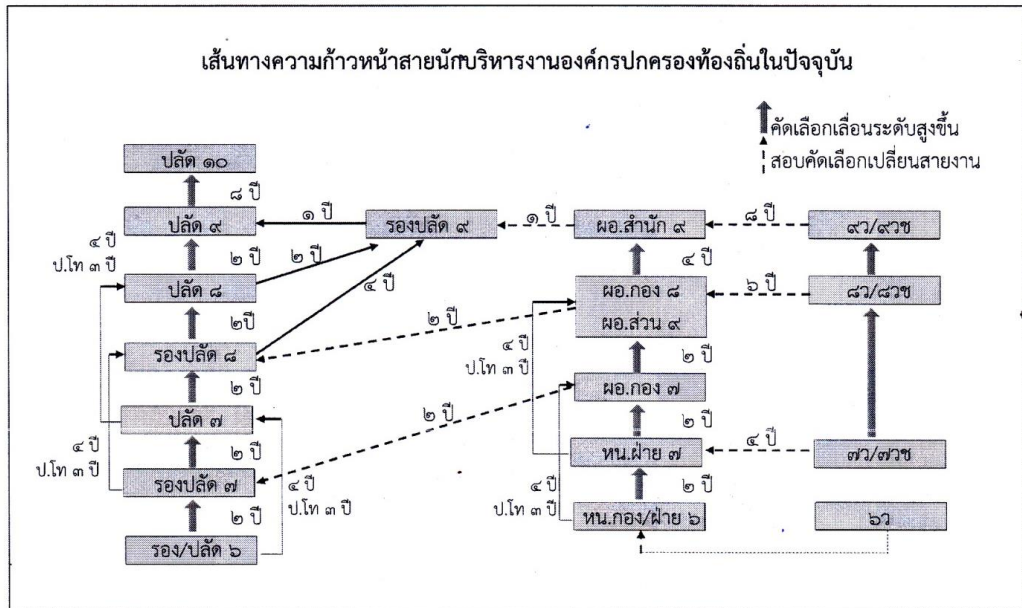 เส้นทางความก้าวหน้าสายนักบริหารงานองค์กรปกครองท้องถิ่นในปัจจุบัน
คัดเลือกเลื่อนระดับสูงขึ้น
สอบคัดเลือกเปลี่ยนสายงาน
ปลัด ๑๐
๘ ปี
ปลัด ๙
๑ ปี
รองปลัด ๙
๑ ปี
ผอ.สำนัก ๙
๘ ปี
๙ว/๙วช
๔ ปี
ป.โท ๓ ปี
๒ ปี
๒ ปี
๔ ปี
๔ ปี
ปลัด ๘
ผอ.กอง ๘
ผอ.ส่วน ๙
๖ ปี
๘ว/๘วช
๒ปี
๒ ปี
รองปลัด ๘
๔ ปี
ป.โท ๓ ปี
๒ ปี
๒ ปี
ผอ.กอง ๗
ปลัด ๗
๒ ปี
๔ ปี
ป.โท ๓ ปี
๒ ปี
๒ ปี
หน.ฝ่าย ๗
๔ ปี
๗ว/๗วช
รองปลัด ๗
๔ ปี
ป.โท ๓ ปี
๔ ปี
ป.โท ๓ ปี
๒ ปี
๒ ปี
หน.กอง/ฝ่าย ๖
๖ว
รอง/ปลัด ๖